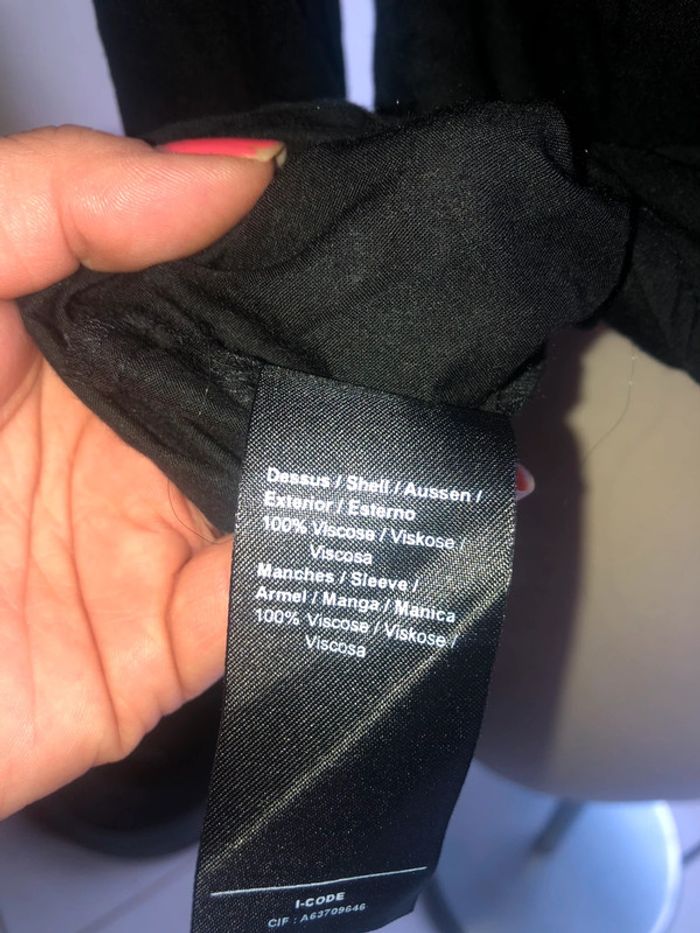 Dessus / Shell / Aussen /
Exterior / Esterno
100% Viscose / Viskose /
Viscosa
Manches / Sleeve /
Armel / Manga / Manica
100% Viscose / Viskose /
Viscosa
I-CODE
CIF : A63709646